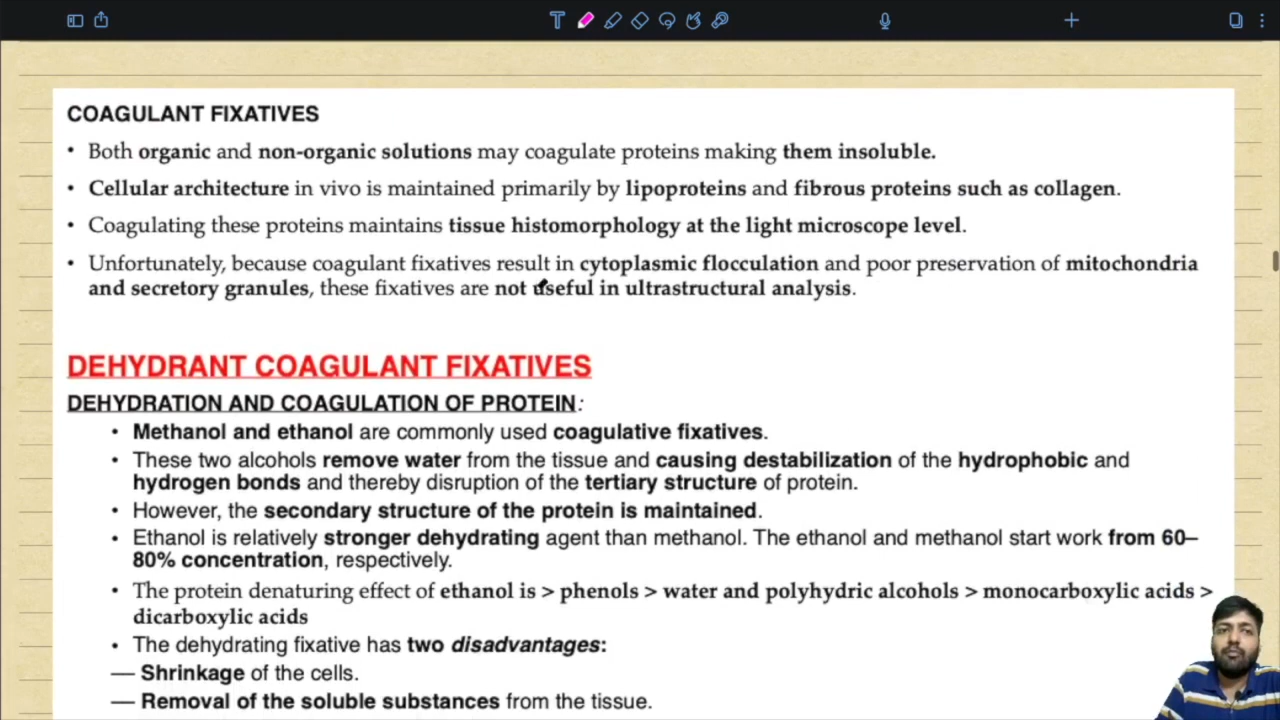 COAGULANT FIXATIVES
• Both organic and non-organic solutions may coagulate proteins making them insoluble.
• Cellular architecture in vivo is maintained primarily by lipoproteins and fibrous proteins such as collagen.
• Coagulating these proteins maintains tissue histomorphology at the light microscope level.
• Unfortunately, because coagulant fixatives result in cytoplasmic flocculation and poor preservation of mitochondria
and secretory granules, these fixatives are not useful in ultrastructural analysis.
DEHYDRANT COAGULANT FIXATIVES
DEHYDRATION AND COAGULATION OF PROTEIN:
• Methanol and ethanol are commonly used coagulative fixatives.
• These two alcohols remove water from the tissue and causing destabilization of the hydrophobic and
hydrogen bonds and thereby disruption of the tertiary structure of protein.
• However, the secondary structure of the protein is maintained.
• Ethanol is relatively stronger dehydrating agent than methanol. The ethanol and methanol start work from 60–
80% concentration, respectively.
• The protein denaturing effect of ethanol is > phenols > water and polyhydric alcohols > monocarboxylic acids >
dicarboxylic acids
• The dehydrating fixative has two disadvantages:
— Shrinkage of the cells.
— Removal of the soluble substances from the tissue.